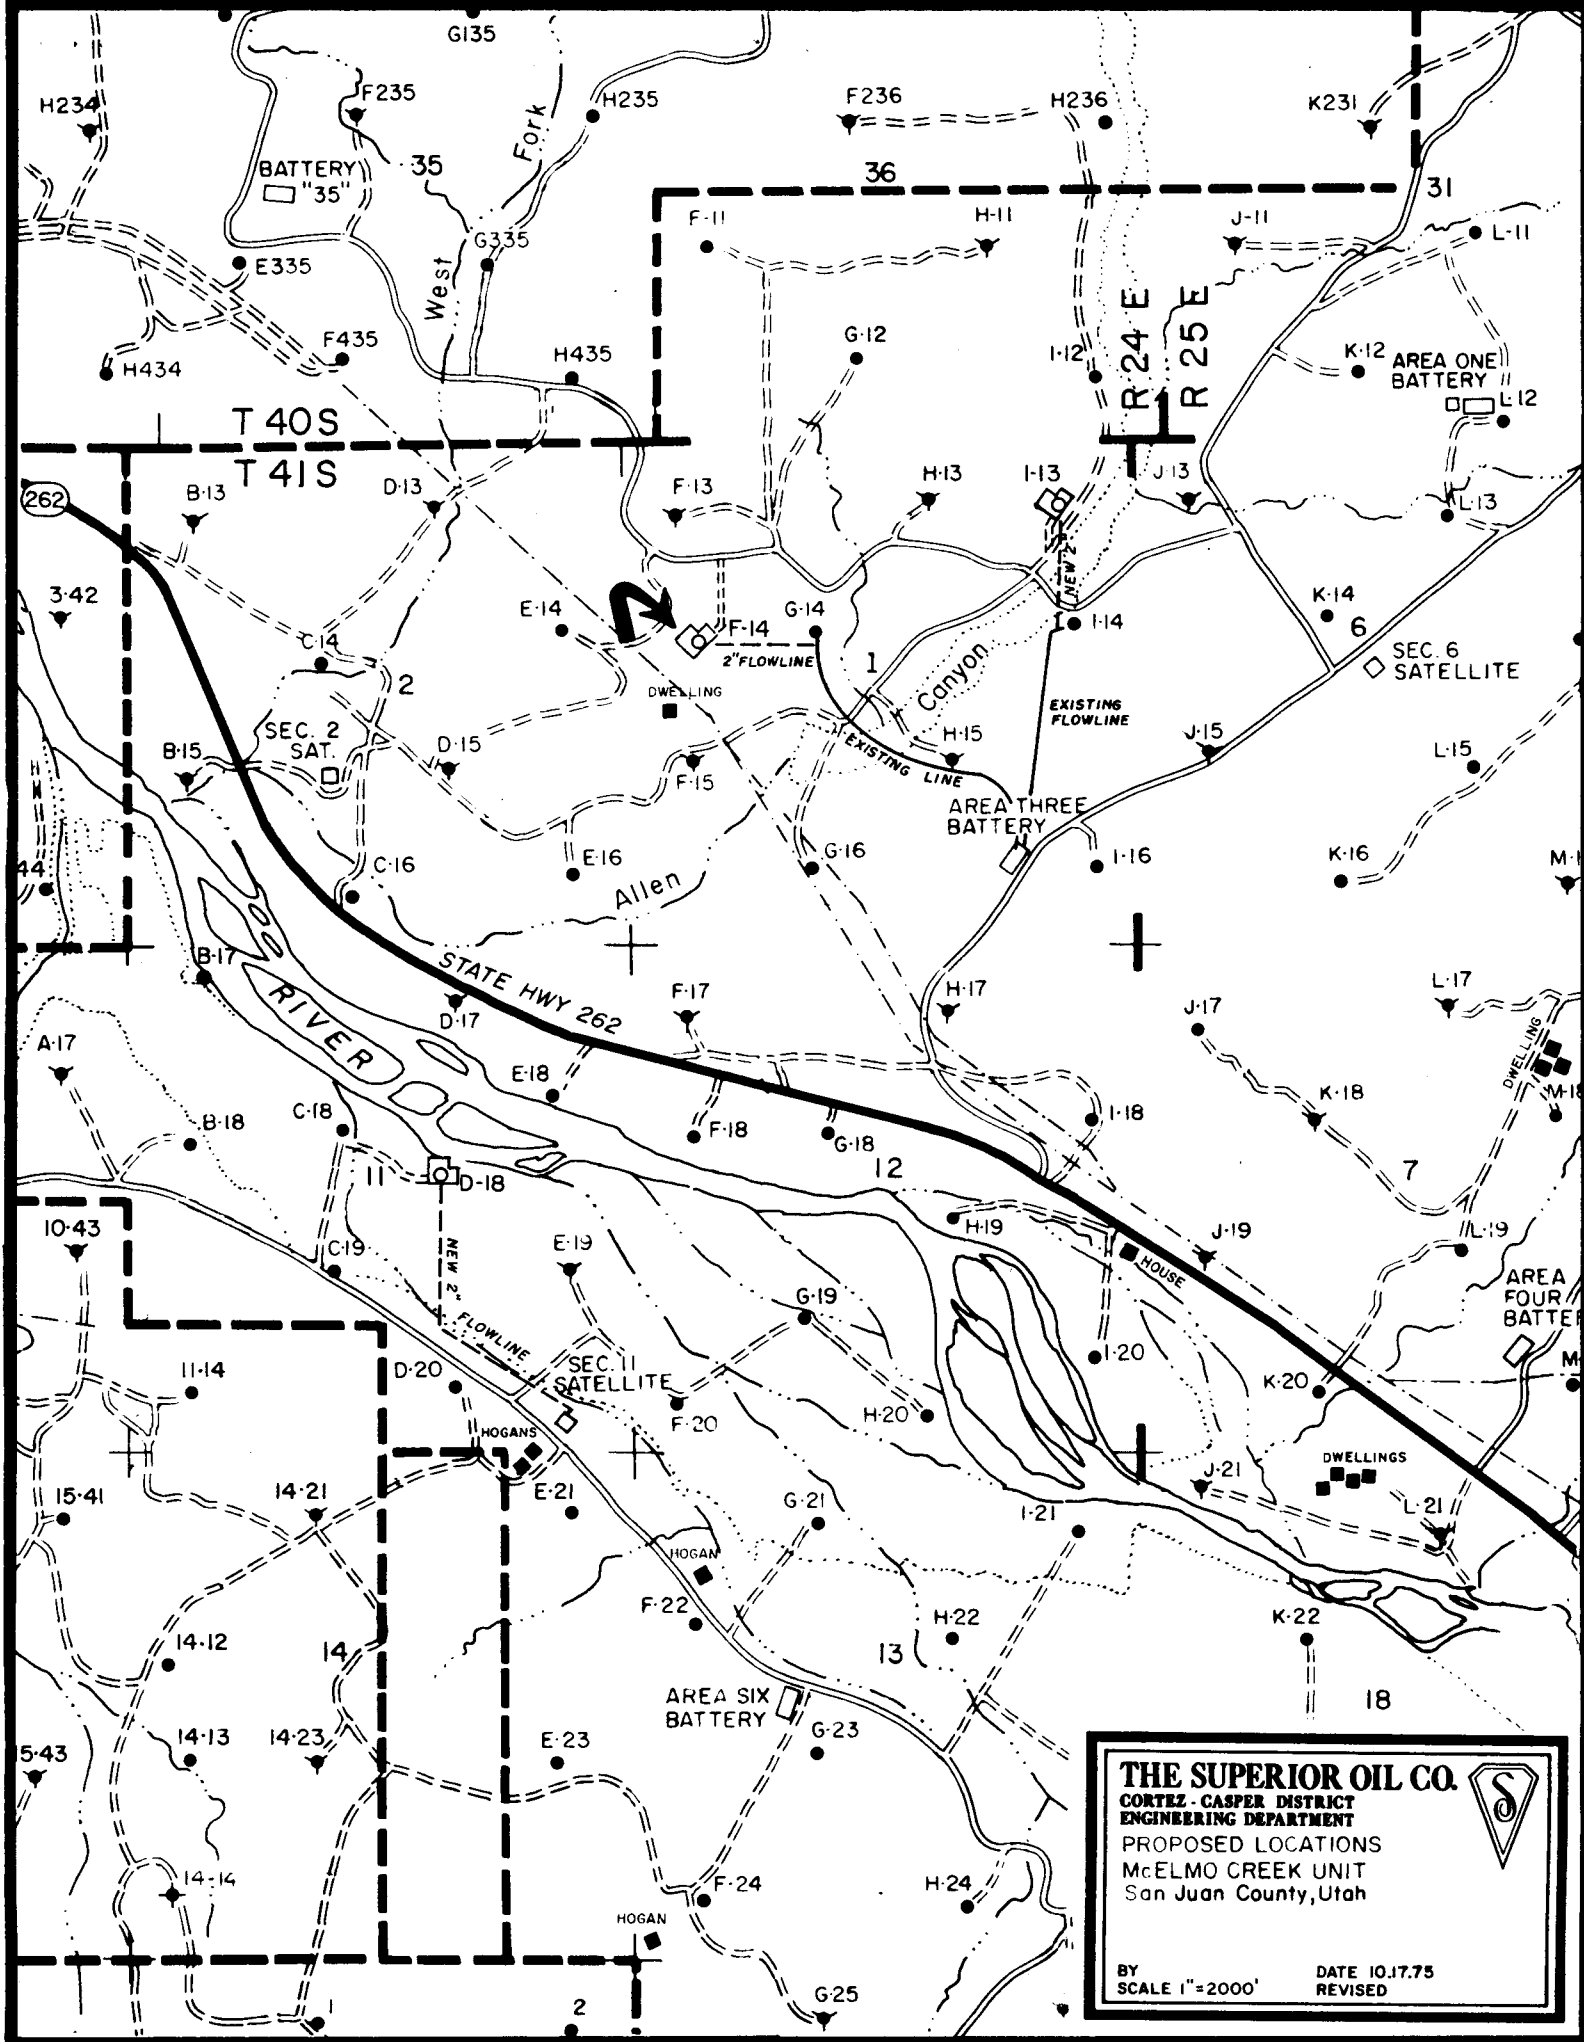 G135
H234
F235
H235
F236
H236
K231
Fork
35
BATTERY
"35"
36
31
F-11
H-11
J-11
L-11
G335
E335
West
R 24 E
R 25 E
F435
H434
H435
G-12
I-12
K-12
AREA ONE
BATTERY
L-12
T 40 S
T 41 S
262
B-13
D-13
F-13
H-13
I-13
J-13
L-13
NEW 2"
3-42
C-14
E-14
F-14
G-14
I-14
K-14
6
2" FLOWLINE
1
Canyon
SEC. 6
SATELLITE
2
DWELLING
EXISTING
FLOWLINE
SEC. 2
SAT.
B-15
D-15
F-15
EXISTING LINE
H-15
J-15
L-15
AREA THREE
BATTERY
44
C-16
E-16
Allen
G-16
I-16
K-16
B-17
RIVER
STATE HWY 262
D-17
F-17
H-17
J-17
L-17
A-17
DWELLING
E-18
C-18
B-18
F-18
G-18
I-18
K-18
M-18
11
D-18
12
7
10-43
C-19
NEW 2" FLOWLINE
E-19
G-19
H-19
HOUSE
J-19
L-19
AREA
FOUR
11-14
D-20
SEC. 11
SATELLITE
F-20
H-20
I-20
K-20
HOGANS
DWELLINGS
15-41
14-21
E-21
G-21
I-21
J-21
L-21
HOGAN
F-22
H-22
K-22
14-12
14
13
18
AREA SIX
BATTERY
15-43
14-13
14-23
E-23
G-23
14-14
F-24
H-24
HOGAN
1
2
G-25
THE SUPERIOR OIL CO.
CORTEZ - CASPER DISTRICT
ENGINEERING DEPARTMENT
PROPOSED LOCATIONS
McELMO CREEK UNIT
San Juan County, Utah
BY
DATE 10.17.75
SCALE 1"=2000'
REVISED
S